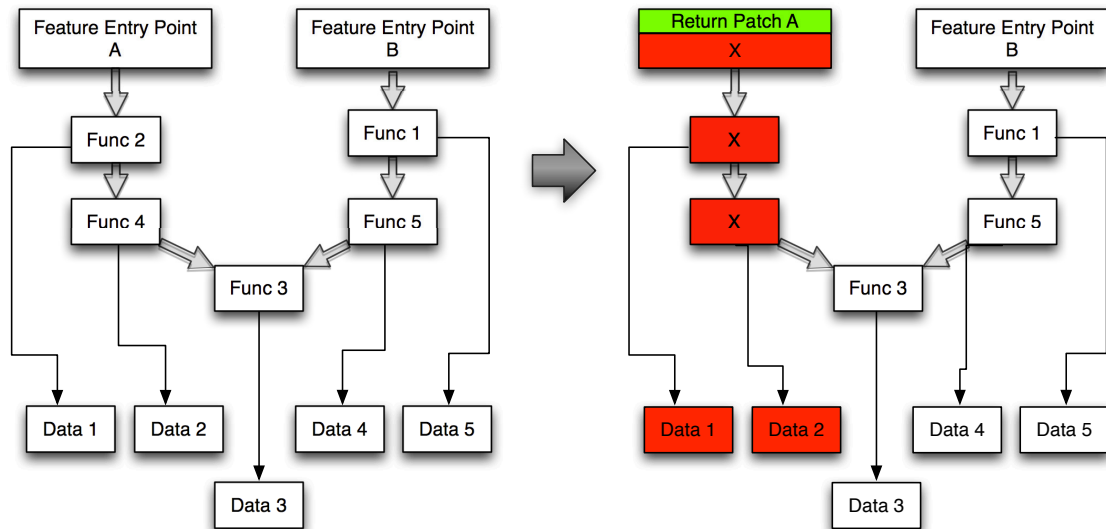 Feature Entry Point
A
Feature Entry Point
B
Func 2
Func 1
Func 4
Func 5
Func 3
Data 1
Data 2
Data 4
Data 5
Data 3
Return Patch A
X
Feature Entry Point
B
X
Func 1
X
Func 5
Func 3
Data 1
Data 2
Data 4
Data 5
Data 3